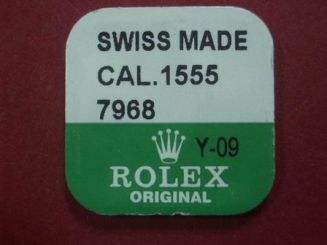 SWISS MADE
CAL.1555
7968
Y-09
ROLEX
ORIGINAL